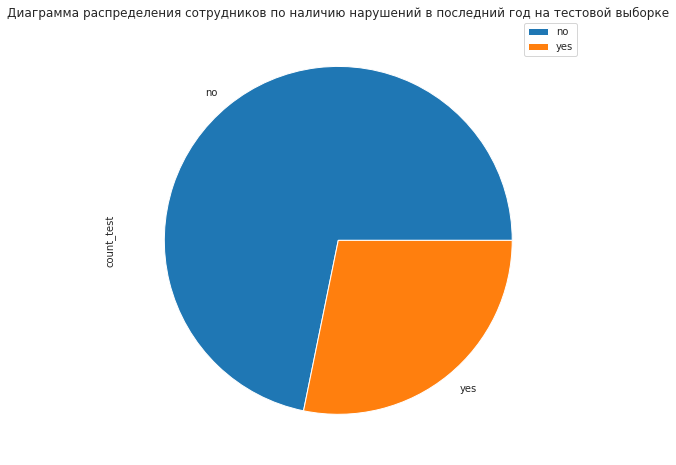 Диаграмма распределения сотрудников по наличию нарушений в последний год на тестовой выборке
no
yes
no
count_test
yes